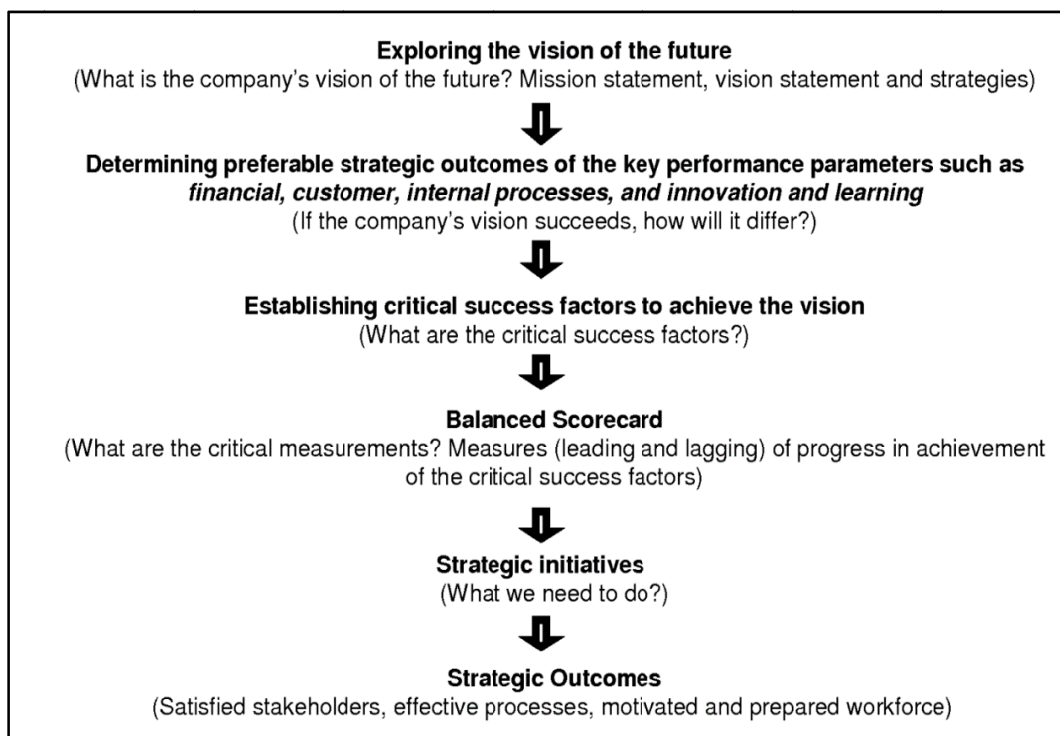 Exploring the vision of the future
(What is the company's vision of the future? Mission statement, vision statement and strategies)
Determining preferable strategic outcomes of the key performance parameters such as
financial, customer, internal processes, and innovation and learning
(If the company's vision succeeds, how will it differ?)
Establishing critical success factors to achieve the vision
(What are the critical success factors?)
Balanced Scorecard
(What are the critical measurements? Measures (leading and lagging) of progress in achievement
of the critical success factors)
Strategic initiatives
(What we need to do?)
Strategic Outcomes
(Satisfied stakeholders, effective processes, motivated and prepared workforce)